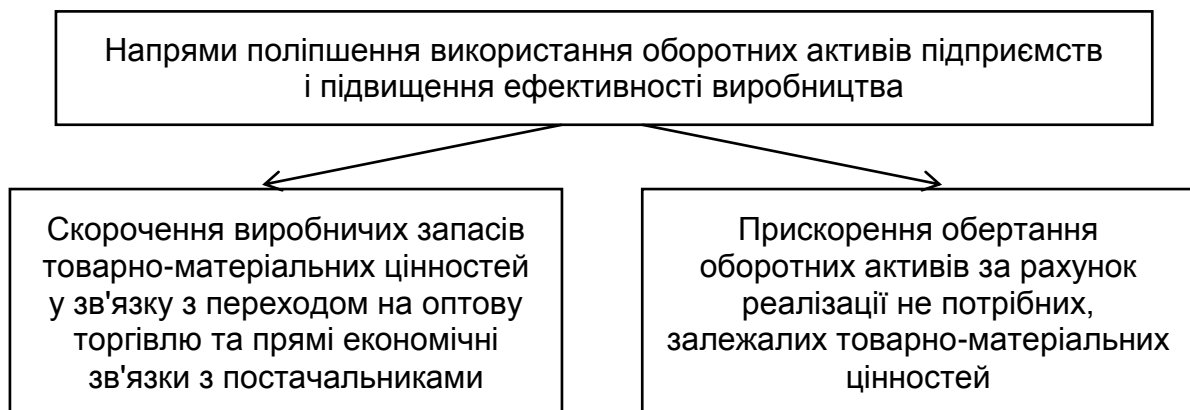 Напрями поліпшення використання оборотних активів підприємств
і підвищення ефективності виробництва
Скорочення виробничих запасів
товарно-матеріальних цінностей
у зв'язку з переходом на оптову
торгівлю та прямі економічні
зв'язки з постачальниками
Прискорення обертання
оборотних активів за рахунок
реалізації не потрібних,
залежалих товарно-матеріальних
цінностей